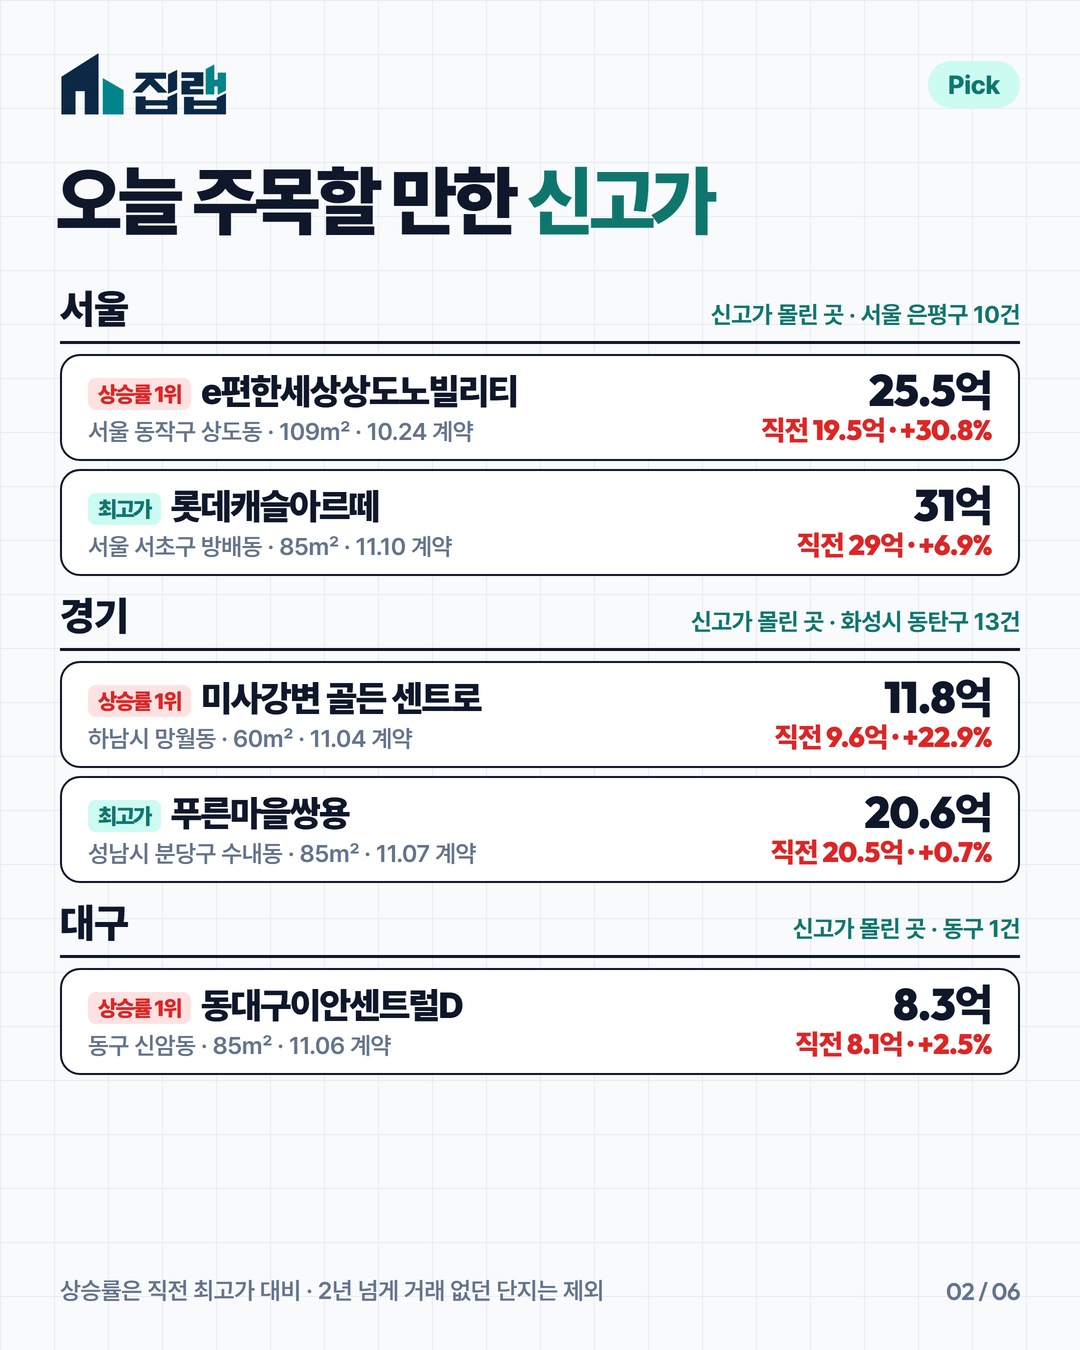 집랩
Pick
오늘 주목할 만한 신고가
서울
신고가 몰린 곳 · 서울 은평구 10건
상승률 1위 e편한세상상도노빌리티
25.5억
서울 동작구 상도동 · 109m² · 10.24 계약
직전 19.5억 · +30.8%
최고가 롯데캐슬아르떼
31억
서울 서초구 방배동 · 85m² · 11.10 계약
직전 29억 · +6.9%
경기
신고가 몰린 곳 · 화성시 동탄구 13건
상승률 1위 미사강변 골든 센트로
11.8억
하남시 망월동 · 60m² · 11.04 계약
직전 9.6억 · +22.9%
최고가 푸른마을쌍용
20.6억
성남시 분당구 수내동 · 85m² · 11.07 계약
직전 20.5억 · +0.7%
대구
신고가 몰린 곳 · 동구 1건
상승률 1위 동대구이안센트럴D
8.3억
동구 신암동 · 85m² · 11.06 계약
직전 8.1억 · +2.5%
상승률은 직전 최고가 대비 · 2년 넘게 거래 없던 단지는 제외
02 / 06